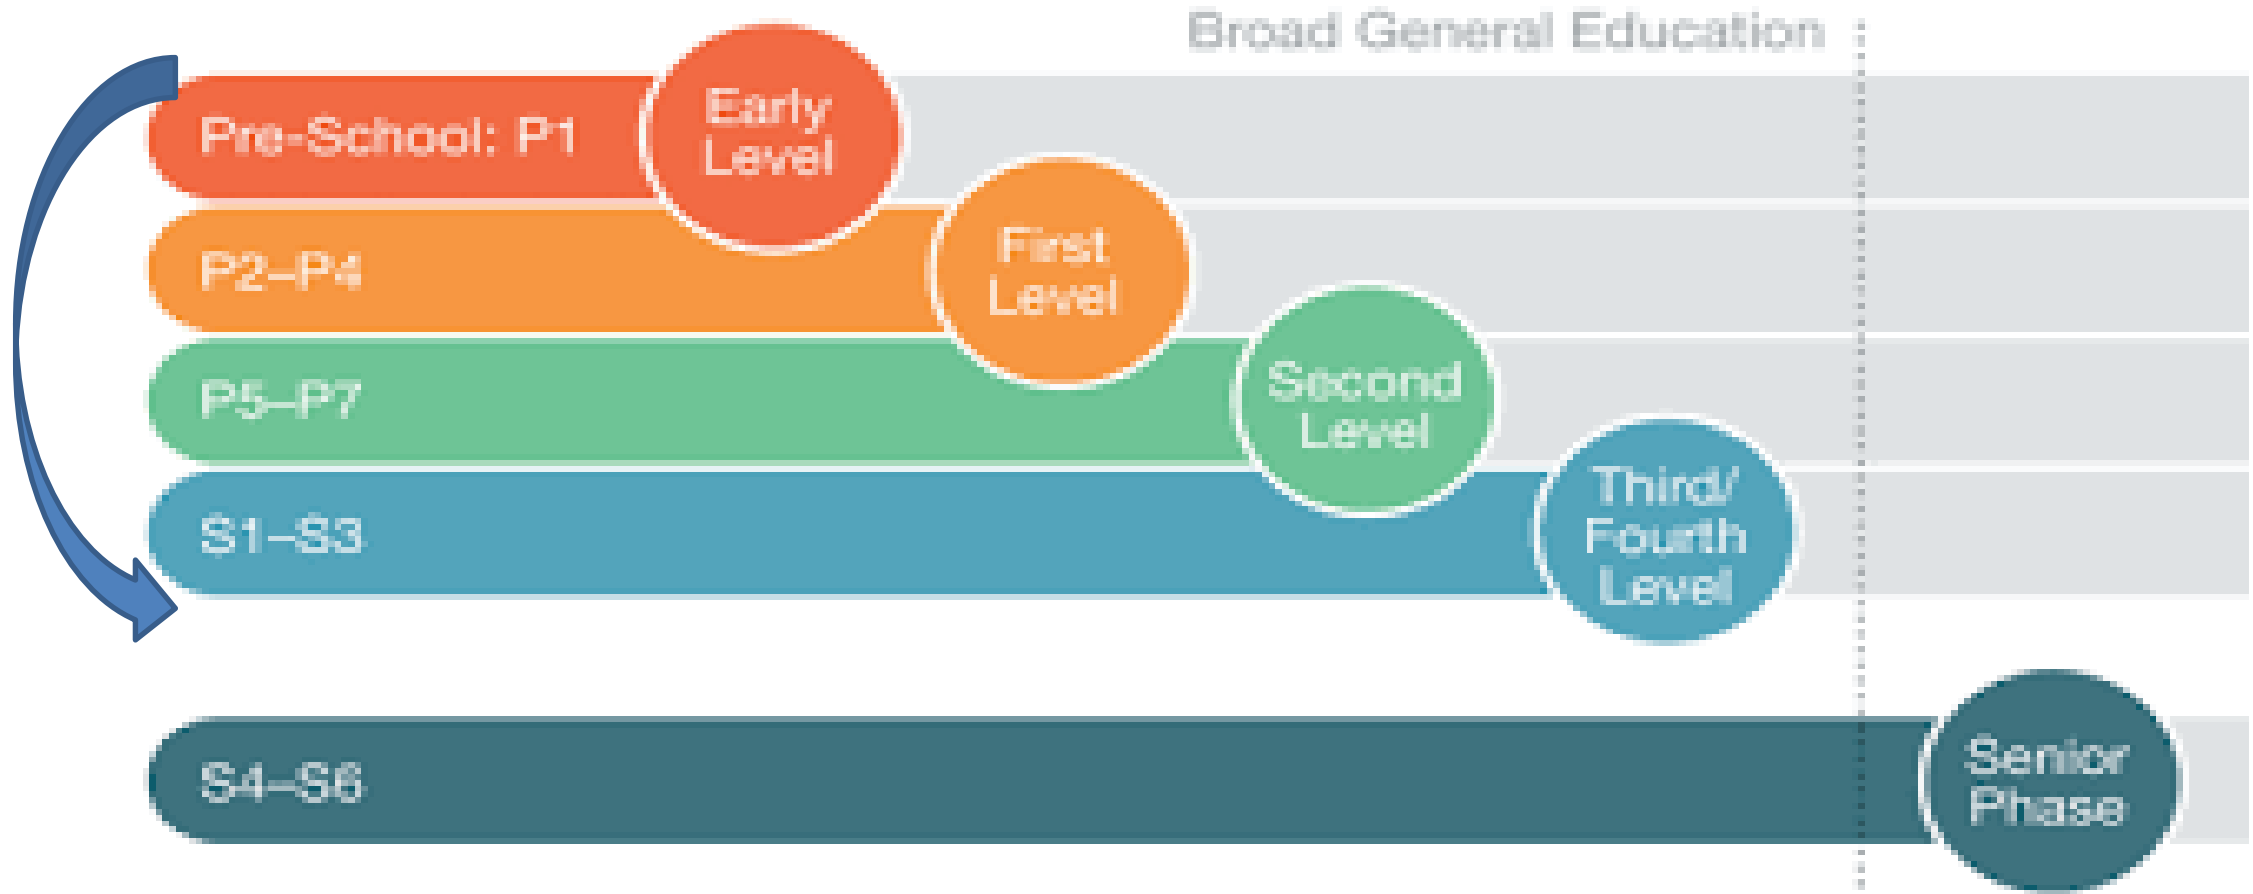 Broad General Education
Pre-School: P1
Early
Level
P2–P4
First
Level
P5–P7
Second
Level
S1–S3
Third/
Fourth
Level
S4–S6
Senior
Phase